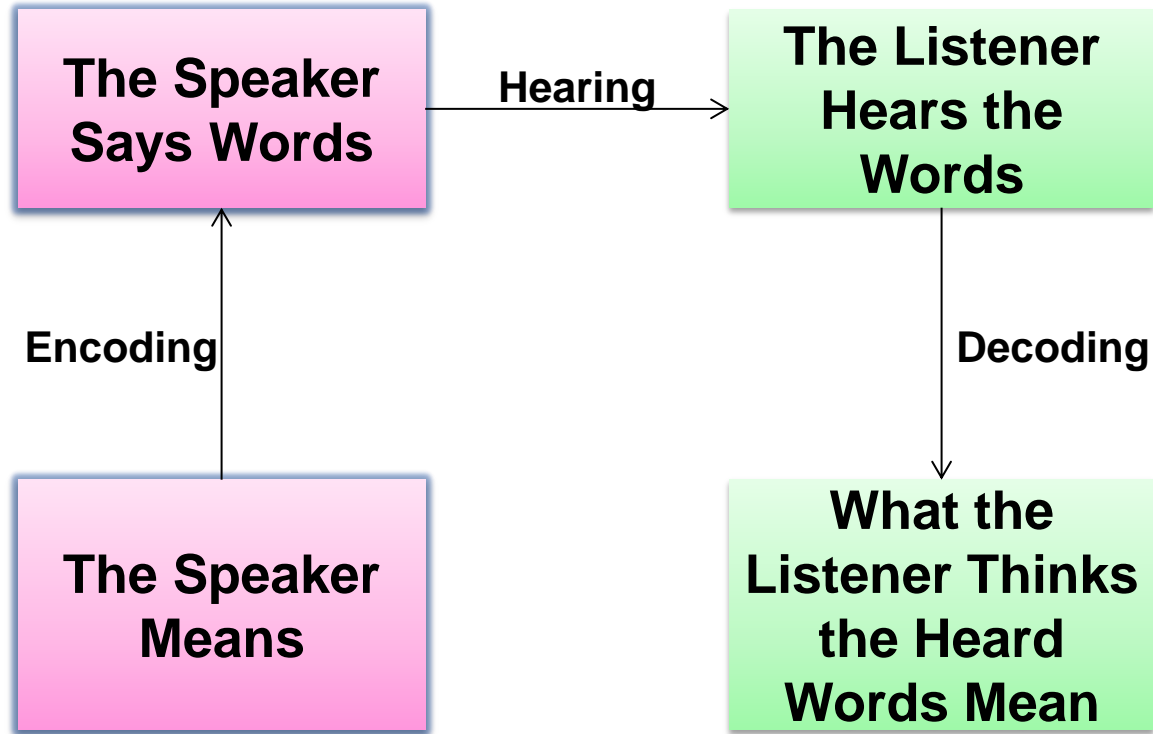 The Speaker
Says Words
Hearing
The Listener
Hears the
Words
Encoding
Decoding
The Speaker
Means
What the
Listener Thinks
the Heard
Words Mean